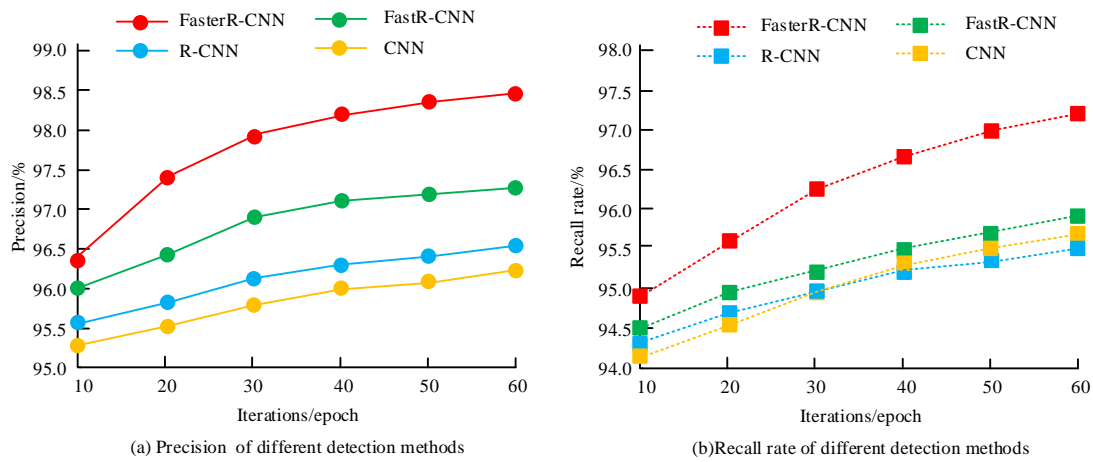 FasterR-CNN FastR-CNN
R-CNN CNN
99.0
98.5
98.0
97.5
97.0
96.5
96.0
95.5
95.0
Precision/%
10 20 30 40 50 60
Iterations/epoch
(a) Precision of different detection methods
FasterR-CNN FastR-CNN
R-CNN CNN
98.0
97.5
97.0
96.5
96.0
95.5
95.0
94.5
94.0
Recall rate/%
10 20 30 40 50 60
Iterations/epoch
(b)Recall rate of different detection methods